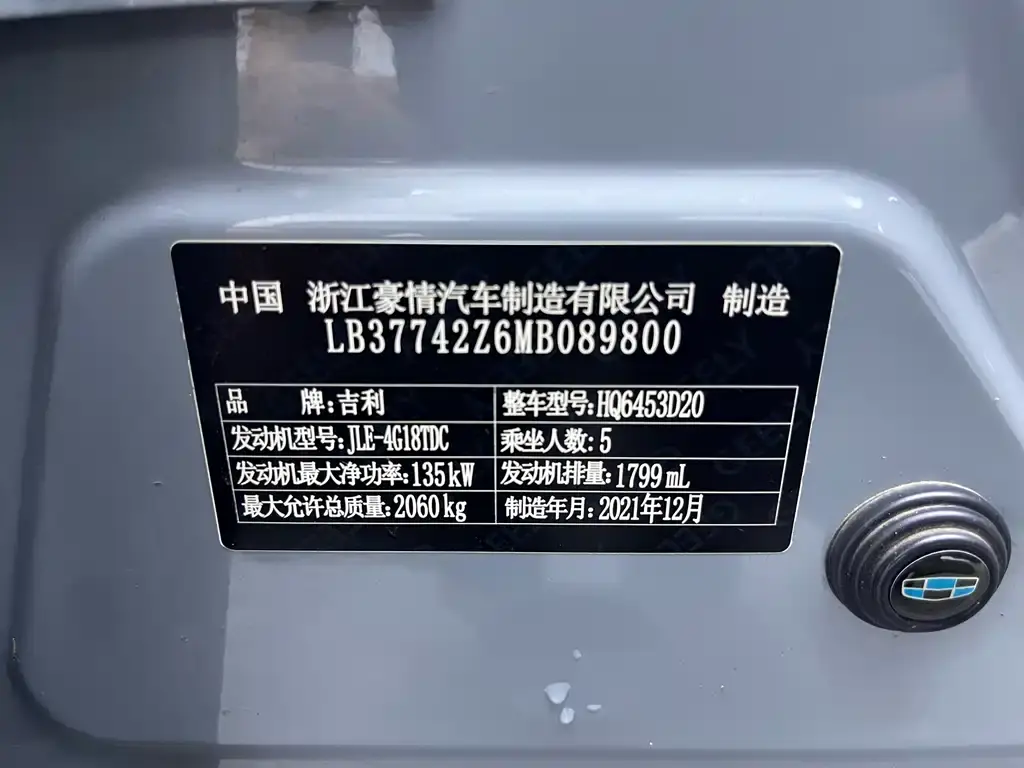 中国 浙江豪情汽车制造有限公司 制造
LB37742Z6MB089800
品 牌:吉利 整车型号:HQ6453D20
发动机型号:JLE-4G18TDC 乘坐人数:5
发动机最大净功率:135kW 发动机排量:1799mL
最大允许总质量:2060kg 制造年月:2021年12月